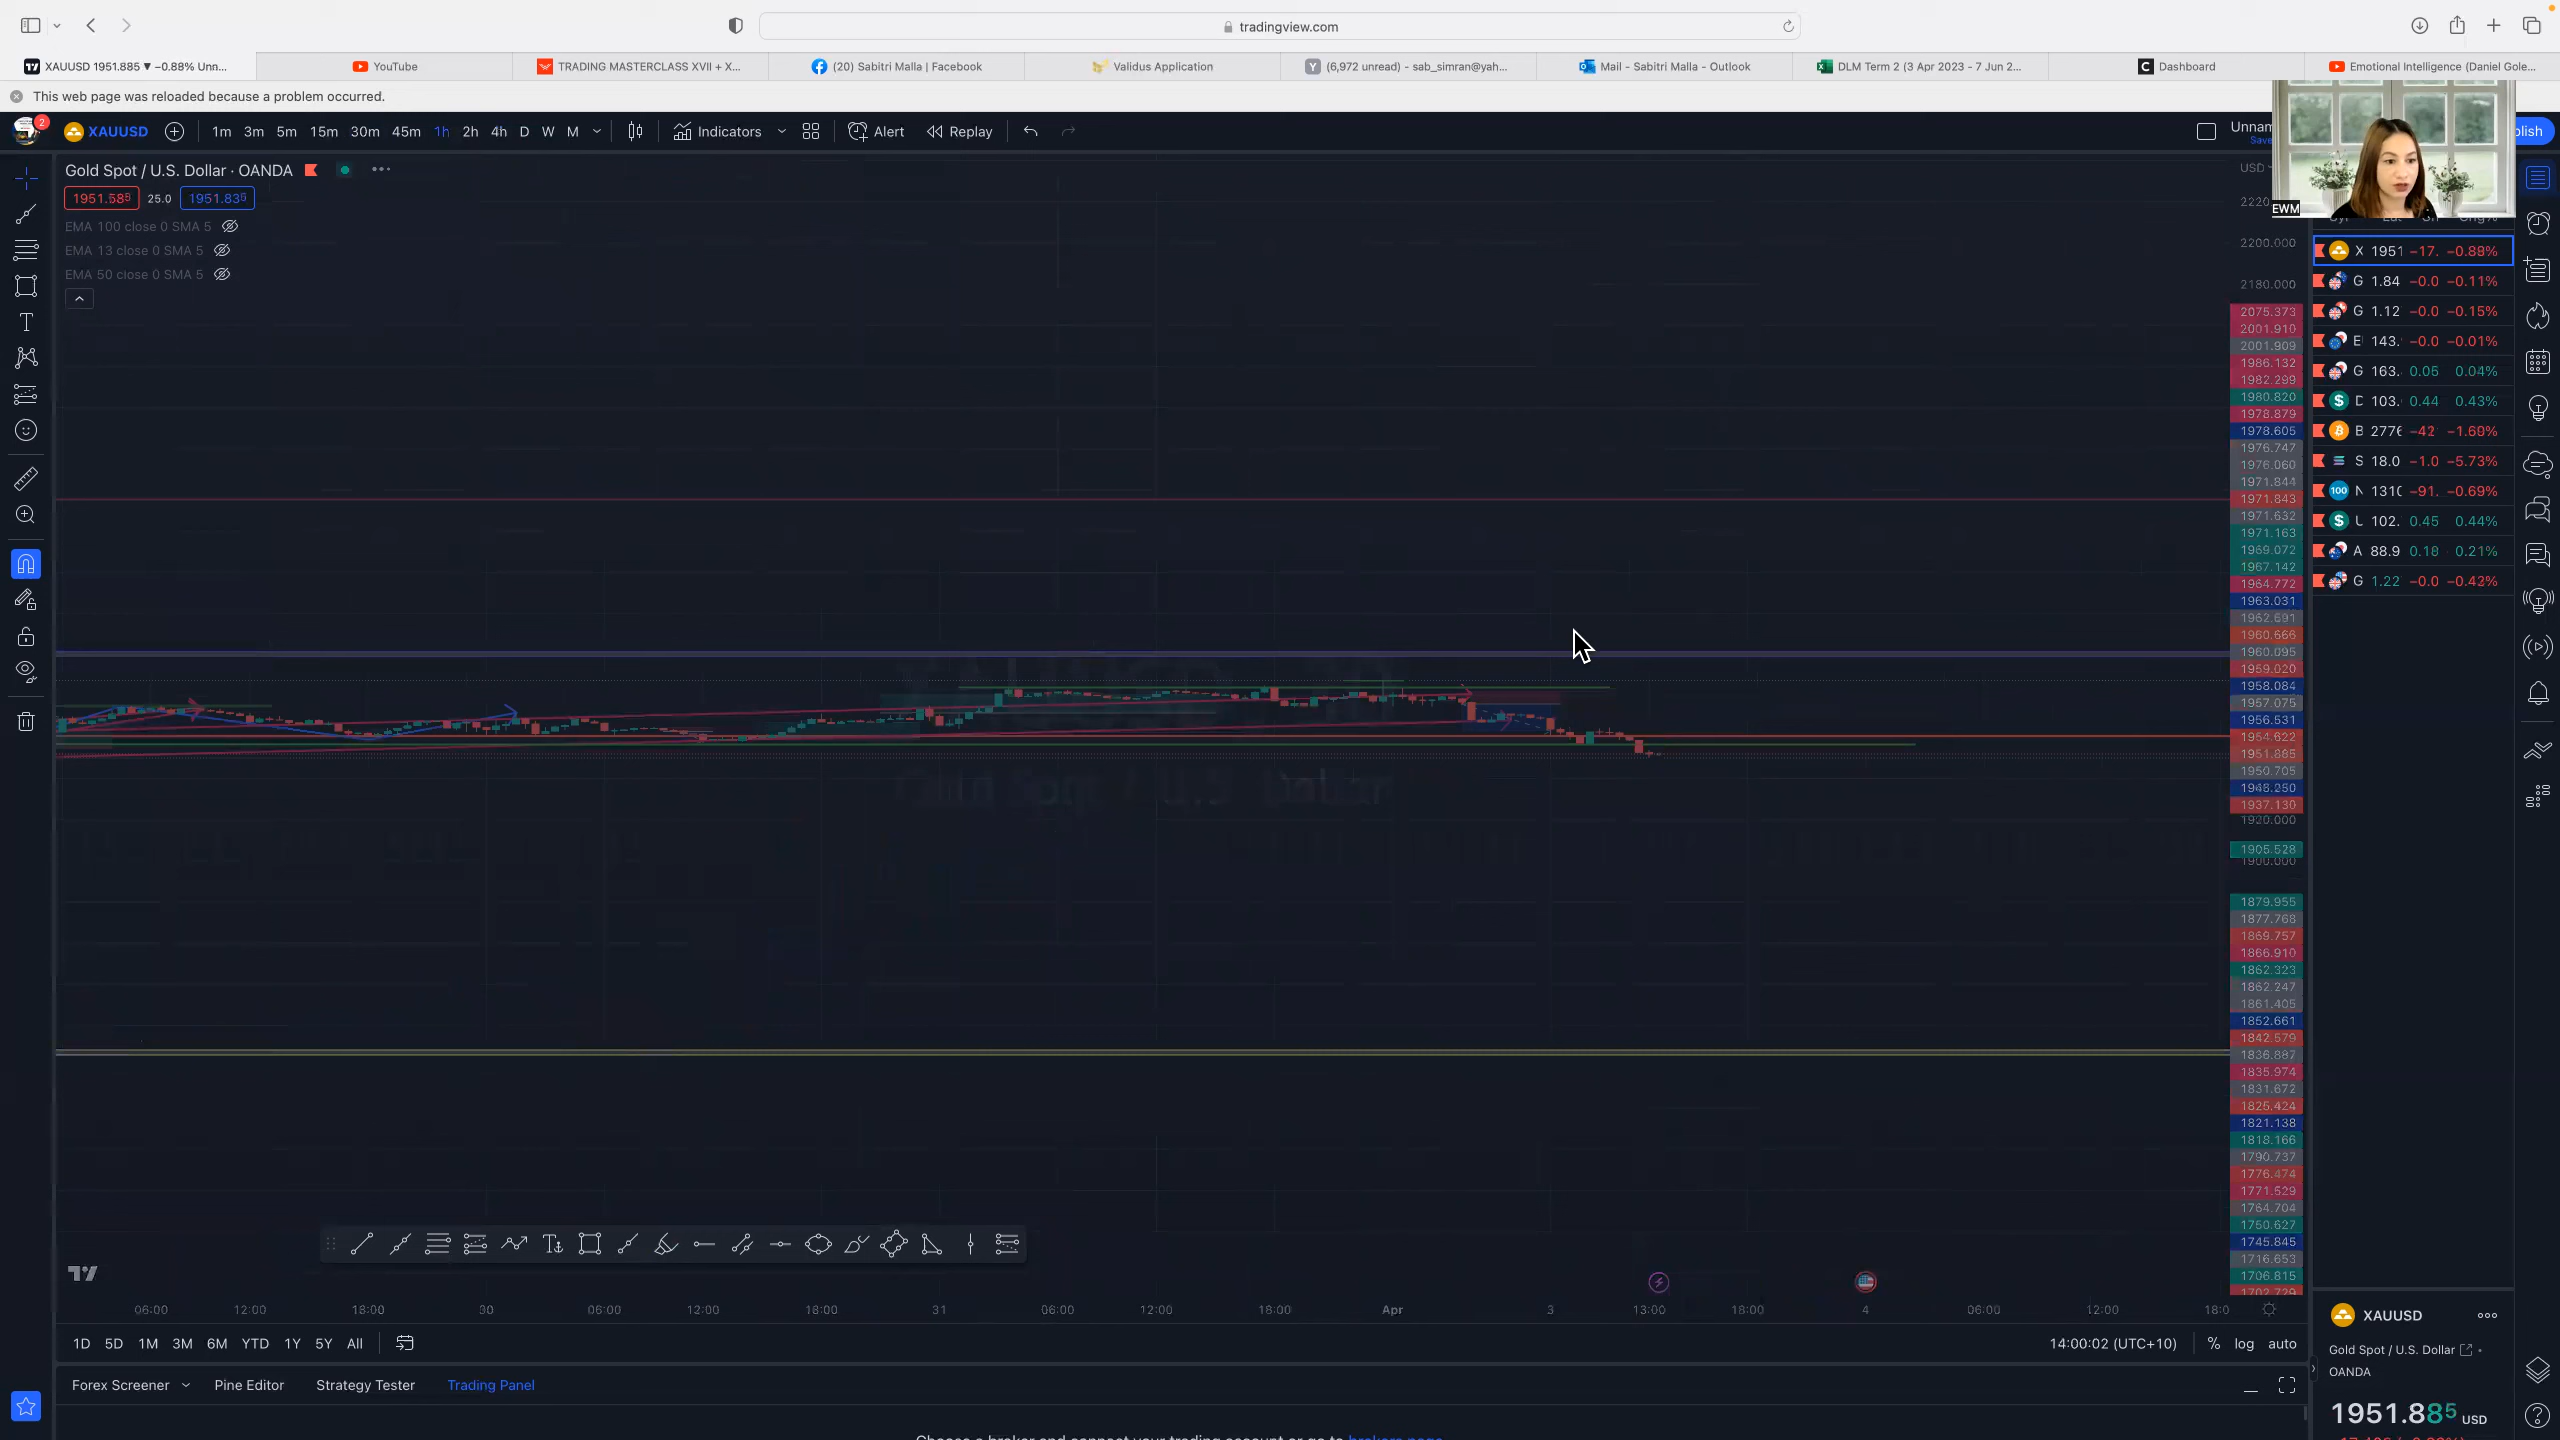 tradingview.com
XAUUSD 1951.885 ▼ −0.88% Unn...
YouTube
TRADING MASTERCLASS XVII + X...
(20) Sabitri Malla | Facebook
Validus Application
(6,972 unread) - sab_simran@yah...
Mail - Sabitri Malla - Outlook
DLM Term 2 (3 Apr 2023 - 7 Jun 2...
Dashboard
Emotional Intelligence (Daniel Gole...
This web page was reloaded because a problem occurred.
2
XAUUSD
1m 3m 5m 15m 30m 45m 1h 2h 4h D W M
Indicators
Alert
Replay
Unnam
Save
lish
Gold Spot / U.S. Dollar · OANDA
1951.585 25.0 1951.835
EMA 100 close 0 SMA 5
EMA 13 close 0 SMA 5
EMA 50 close 0 SMA 5
EWM
USD
2200.000
2180.000
2075.373
2001.910
2001.909
1986.132
1982.299
1980.820
1978.879
1978.605
1976.747
1976.060
1971.844
1971.843
1971.632
1971.163
1969.072
1967.142
1964.772
1963.031
1962.691
1960.666
1960.095
1959.020
1958.084
1957.075
1956.531
1954.622
1951.885
1950.705
1948.250
1937.130
1920.000
1905.528
1900.000
1879.955
1877.768
1869.757
1866.910
1862.323
1862.247
1861.405
1852.661
1842.579
1836.887
1835.974
1831.672
1825.424
1821.138
1818.166
1790.737
1776.474
1771.529
1764.704
1750.627
1745.845
1716.653
1706.815
1702.729
X 1951 −17. −0.88%
G 1.84 −0.0 −0.11%
G 1.12 −0.0 −0.15%
E 143. −0.0 −0.01%
G 163. 0.05 0.04%
D 103. 0.44 0.43%
B 2776 −42 −1.60%
S 18.0 −1.0 −5.73%
100 N 1310 −91. −0.69%
U 102. 0.45 0.44%
A 88.9 0.18 0.21%
G 1.22 −0.0 −0.42%
06:00 12:00 18:00 30 06:00 12:00 18:00 31 06:00 12:00 18:00 Apr 3 13:00 18:00 4 06:00 12:00 18:0
1D 5D 1M 3M 6M YTD 1Y 5Y All
14:00:02 (UTC+10) % log auto
Forex Screener
Pine Editor
Strategy Tester
Trading Panel
XAUUSD
Gold Spot / U.S. Dollar
OANDA
1951.885 USD